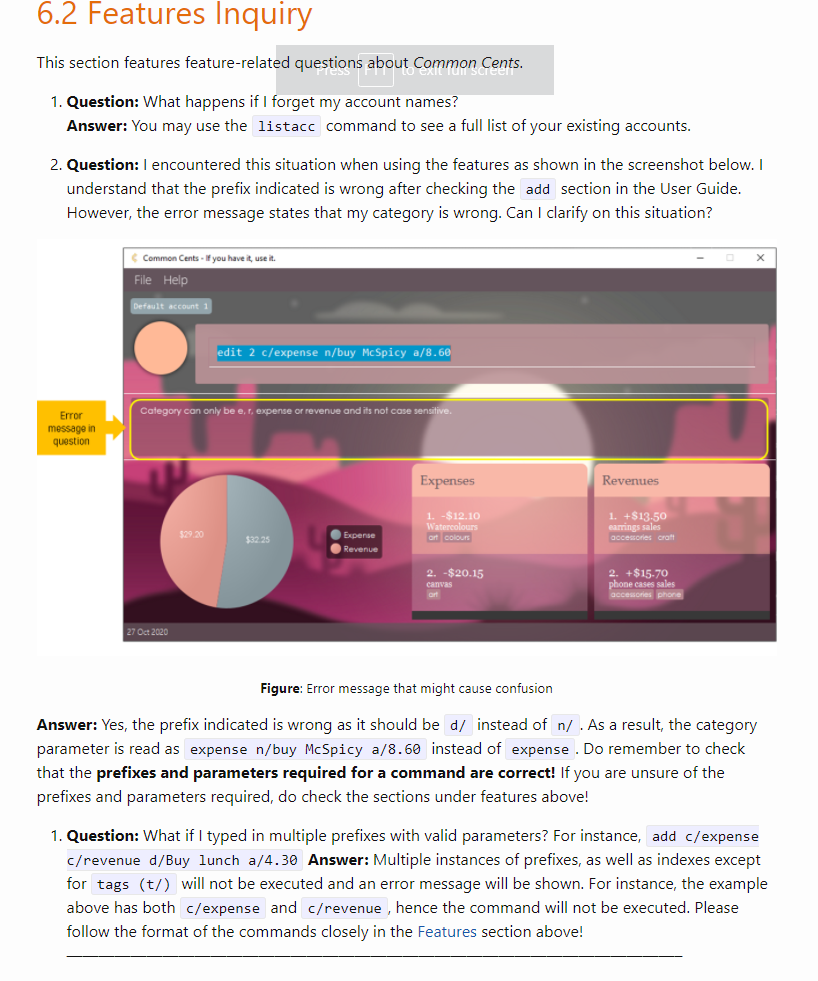 6.2 Features Inquiry
This section features feature-related questions about Common Cents.
Press F11 to exit full screen
1. Question: What happens if I forget my account names?
Answer: You may use the listacc command to see a full list of your existing accounts.
2. Question: I encountered this situation when using the features as shown in the screenshot below. I
understand that the prefix indicated is wrong after checking the add section in the User Guide.
However, the error message states that my category is wrong. Can I clarify on this situation?
Common Cents - If you have it, use it.
File Help
Default account 1
edit 2 c/expense n/buy McSpicy a/8.60
Error
message in
question
Category can only be e, r, expense or revenue and its not case sensitive.
$29.20
$32.25
Expense
Revenue
Expenses
1. -$12.10
Watercolours
art colours
2. -$20.15
canvas
art
Revenues
1. +$13.50
earrings sales
accessories craft
2. +$15.70
phone cases sales
accessories phone
27 Oct 2020
Figure: Error message that might cause confusion
Answer: Yes, the prefix indicated is wrong as it should be d/ instead of n/ . As a result, the category
parameter is read as expense n/buy McSpicy a/8.60 instead of expense . Do remember to check
that the prefixes and parameters required for a command are correct! If you are unsure of the
prefixes and parameters required, do check the sections under features above!
1. Question: What if I typed in multiple prefixes with valid parameters? For instance, add c/expense
c/revenue d/Buy lunch a/4.30 Answer: Multiple instances of prefixes, as well as indexes except
for tags (t/) will not be executed and an error message will be shown. For instance, the example
above has both c/expense and c/revenue , hence the command will not be executed. Please
follow the format of the commands closely in the Features section above!